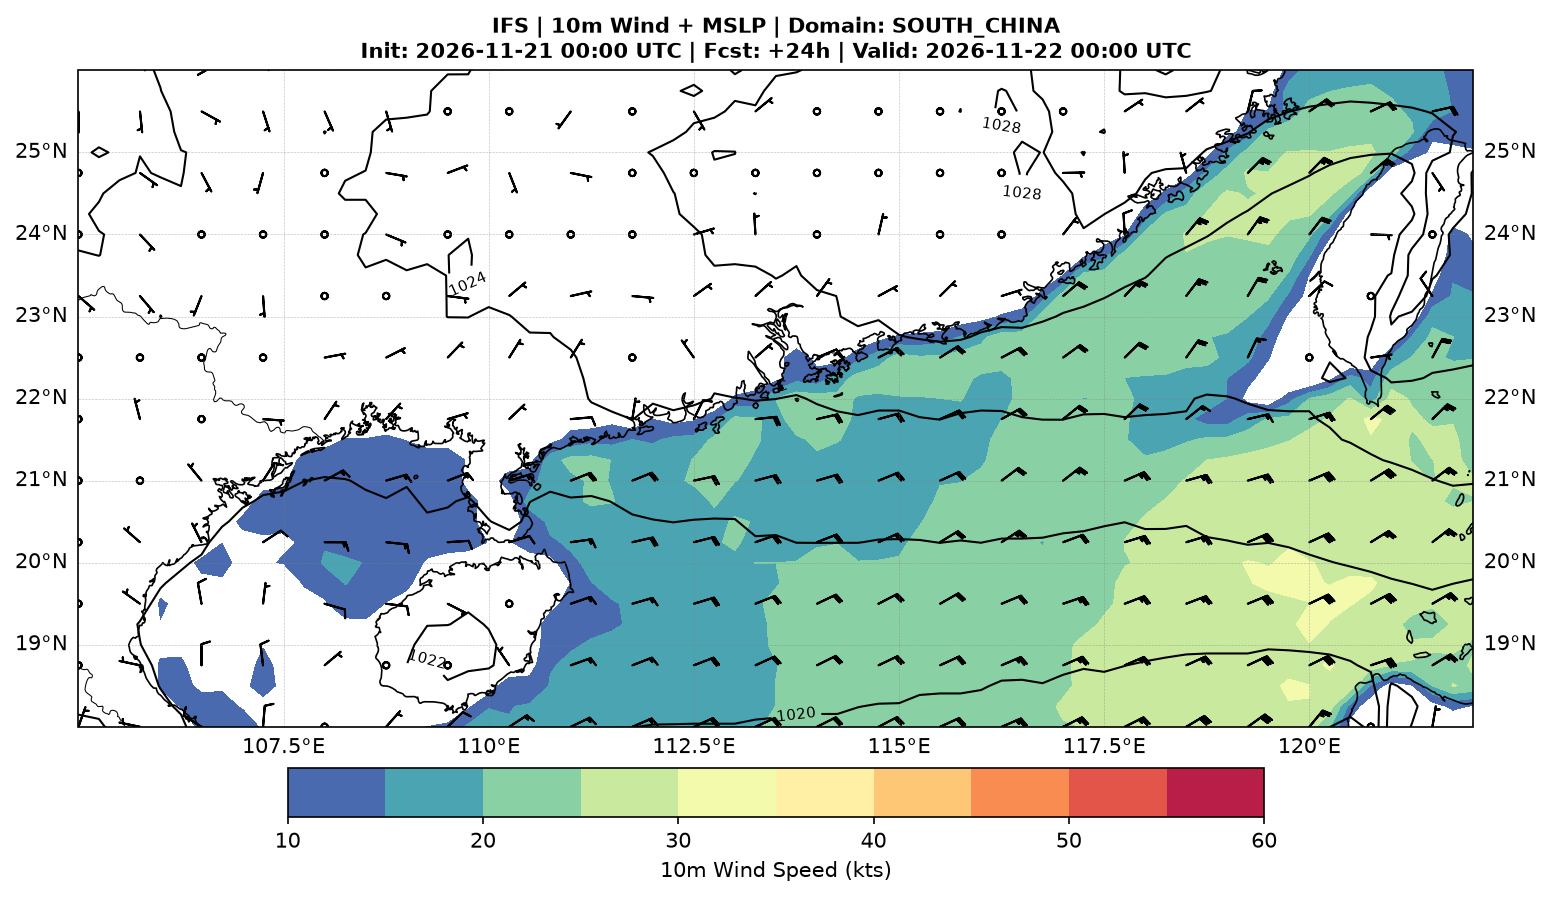 IFS | 10m Wind + MSLP | Domain: SOUTH_CHINA
Init: 2026-11-21 00:00 UTC | Fcst: +24h | Valid: 2026-11-22 00:00 UTC
1028
1028
1024
1022
1020
25°N 25°N
24°N 24°N
23°N 23°N
22°N 22°N
21°N 21°N
20°N 20°N
19°N 19°N
107.5°E 110°E 112.5°E 115°E 117.5°E 120°E
10 20 30 40 50 60
10m Wind Speed (kts)